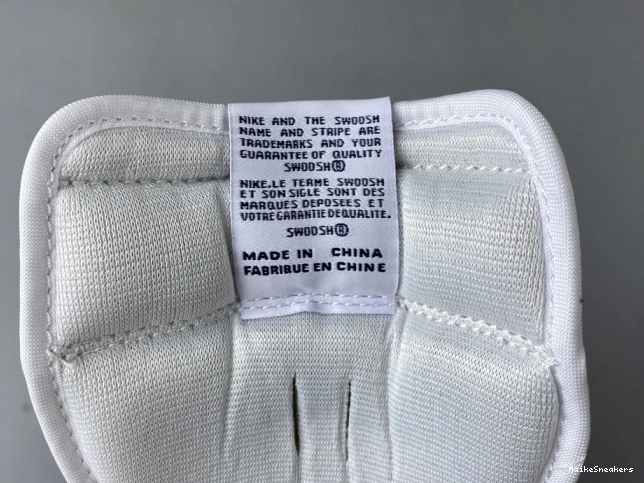 NIKE AND THE SWOOSH
NAME AND STRIPE ARE
TRADEMARKS AND YOUR
GUARANTEE OF QUALITY
SWOOSH®
NIKE.LE TERME SWOOSH
ET SON SIGLE SONT DES
MARQUES DEPOSEES ET
VOTRE GARANTIE DE QUALITE.
SWOOSH®
MADE IN CHINA
FABRIQUE EN CHINE
MaikeSneakers